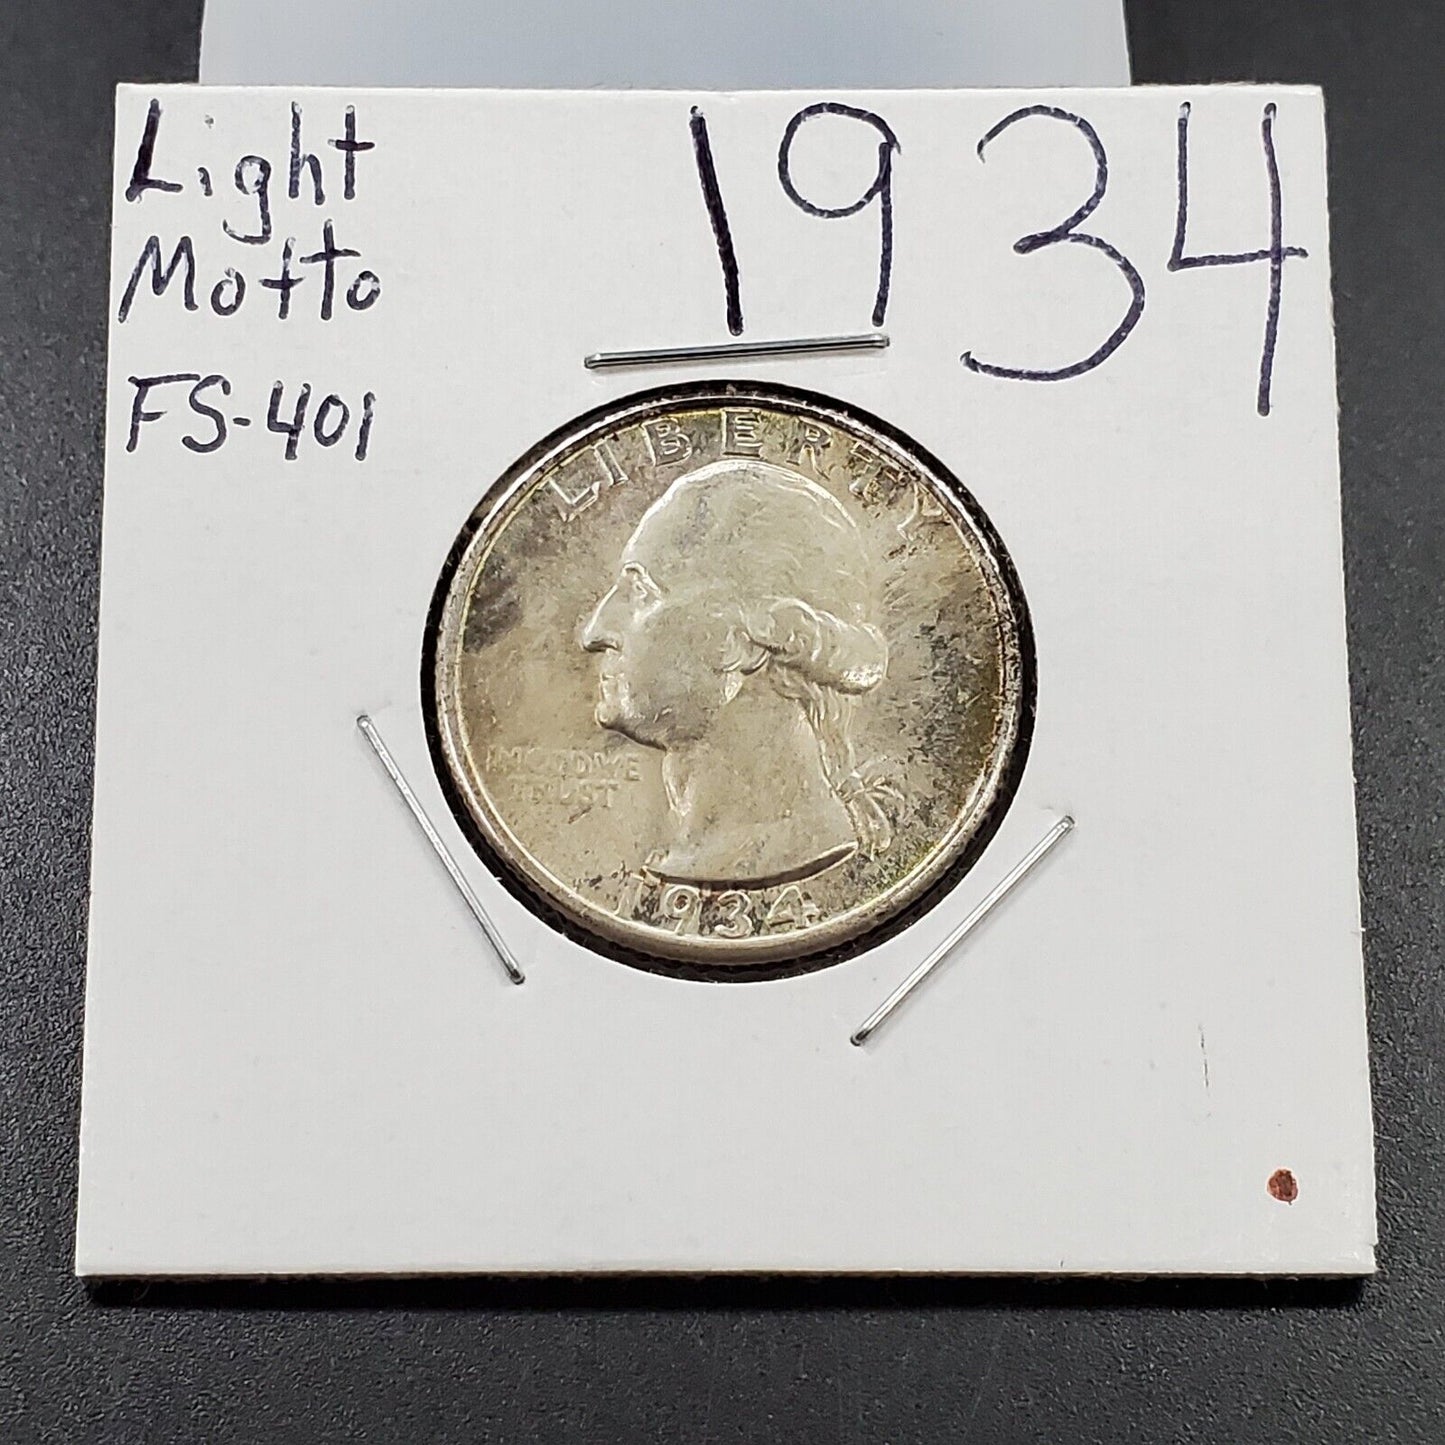 Light
Motto
FS-401
1934
LIBERTY
IN GOD WE
TRUST
1934